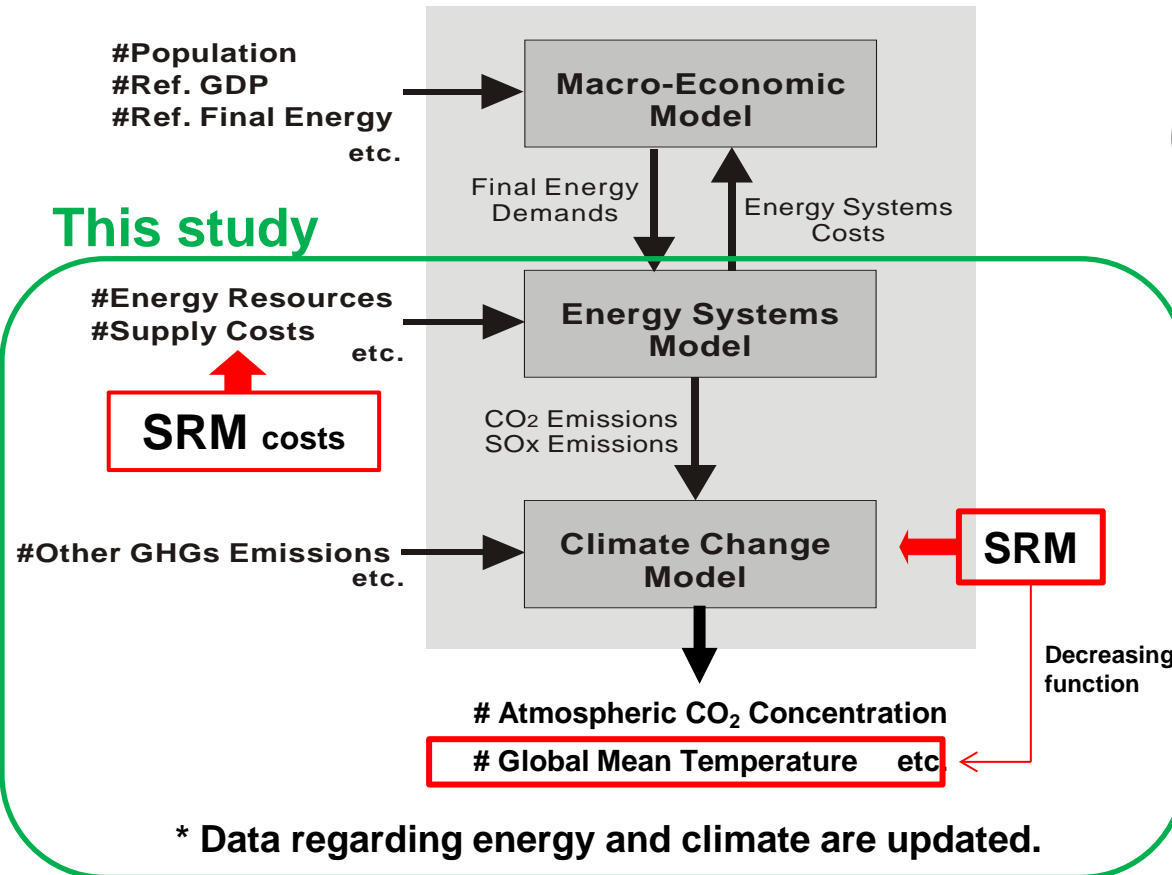 #Population
#Ref. GDP
#Ref. Final Energy
etc.
Macro-Economic
Model
Final Energy
Demands
Energy Systems
Costs
This study
#Energy Resources
#Supply Costs
etc.
Energy Systems
Model
SRM costs
CO2 Emissions
SOx Emissions
#Other GHGs Emissions
etc.
Climate Change
Model
SRM
Decreasing
function
# Atmospheric CO₂ Concentration
# Global Mean Temperature etc.
* Data regarding energy and climate are updated.